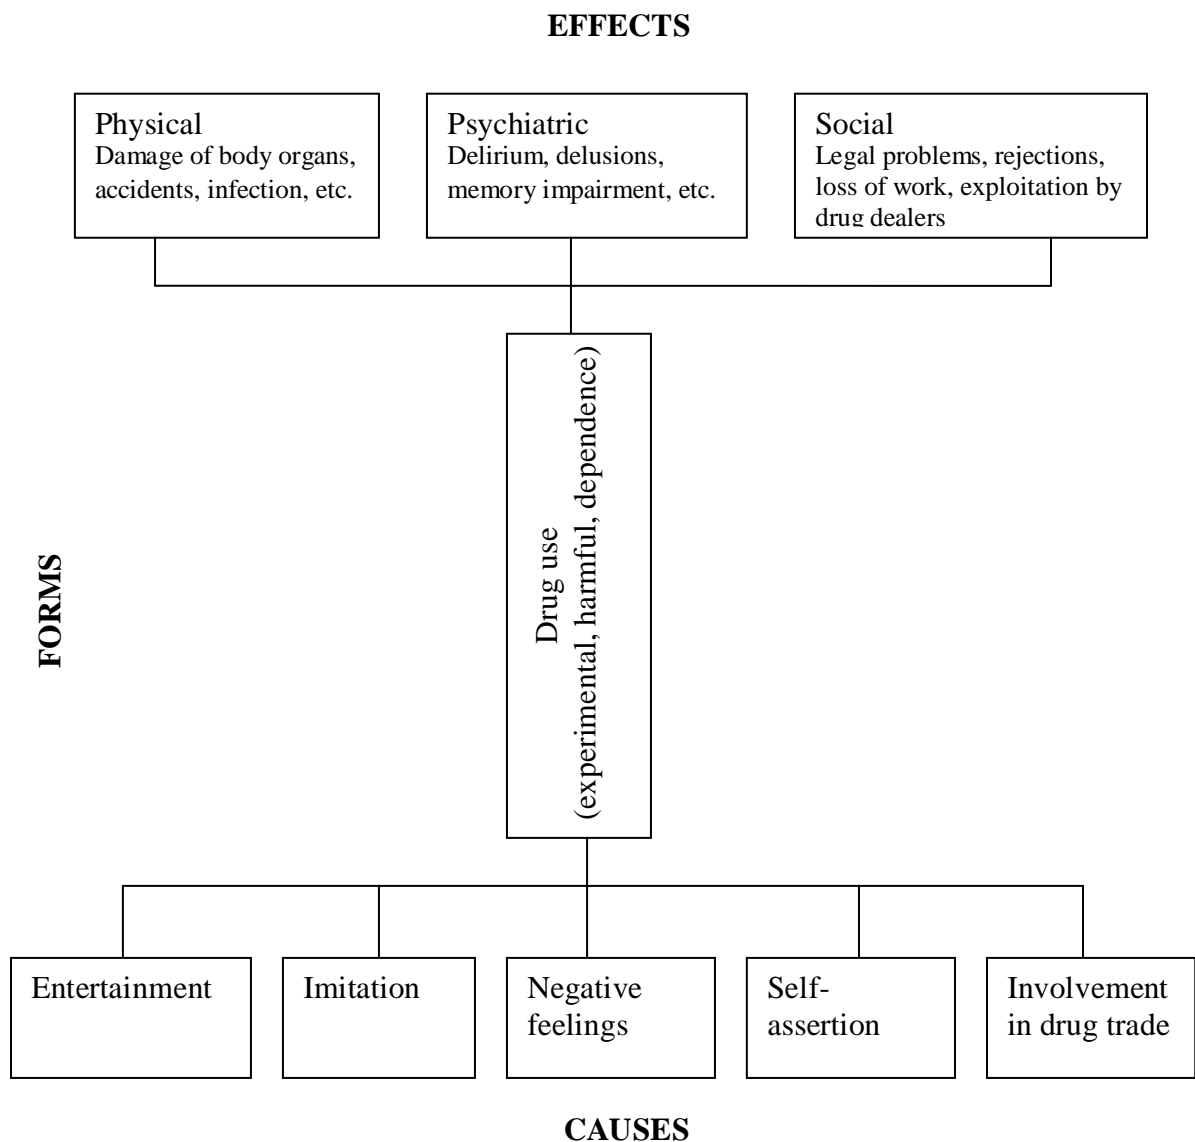 EFFECTS
Physical
Damage of body organs,
accidents, infection, etc.
Psychiatric
Delirium, delusions,
memory impairment, etc.
Social
Legal problems, rejections,
loss of work, exploitation by
drug dealers
FORMS
Drug use
(experimental, harmful, dependence)
Entertainment
Imitation
Negative
feelings
Self-
assertion
Involvement
in drug trade
CAUSES